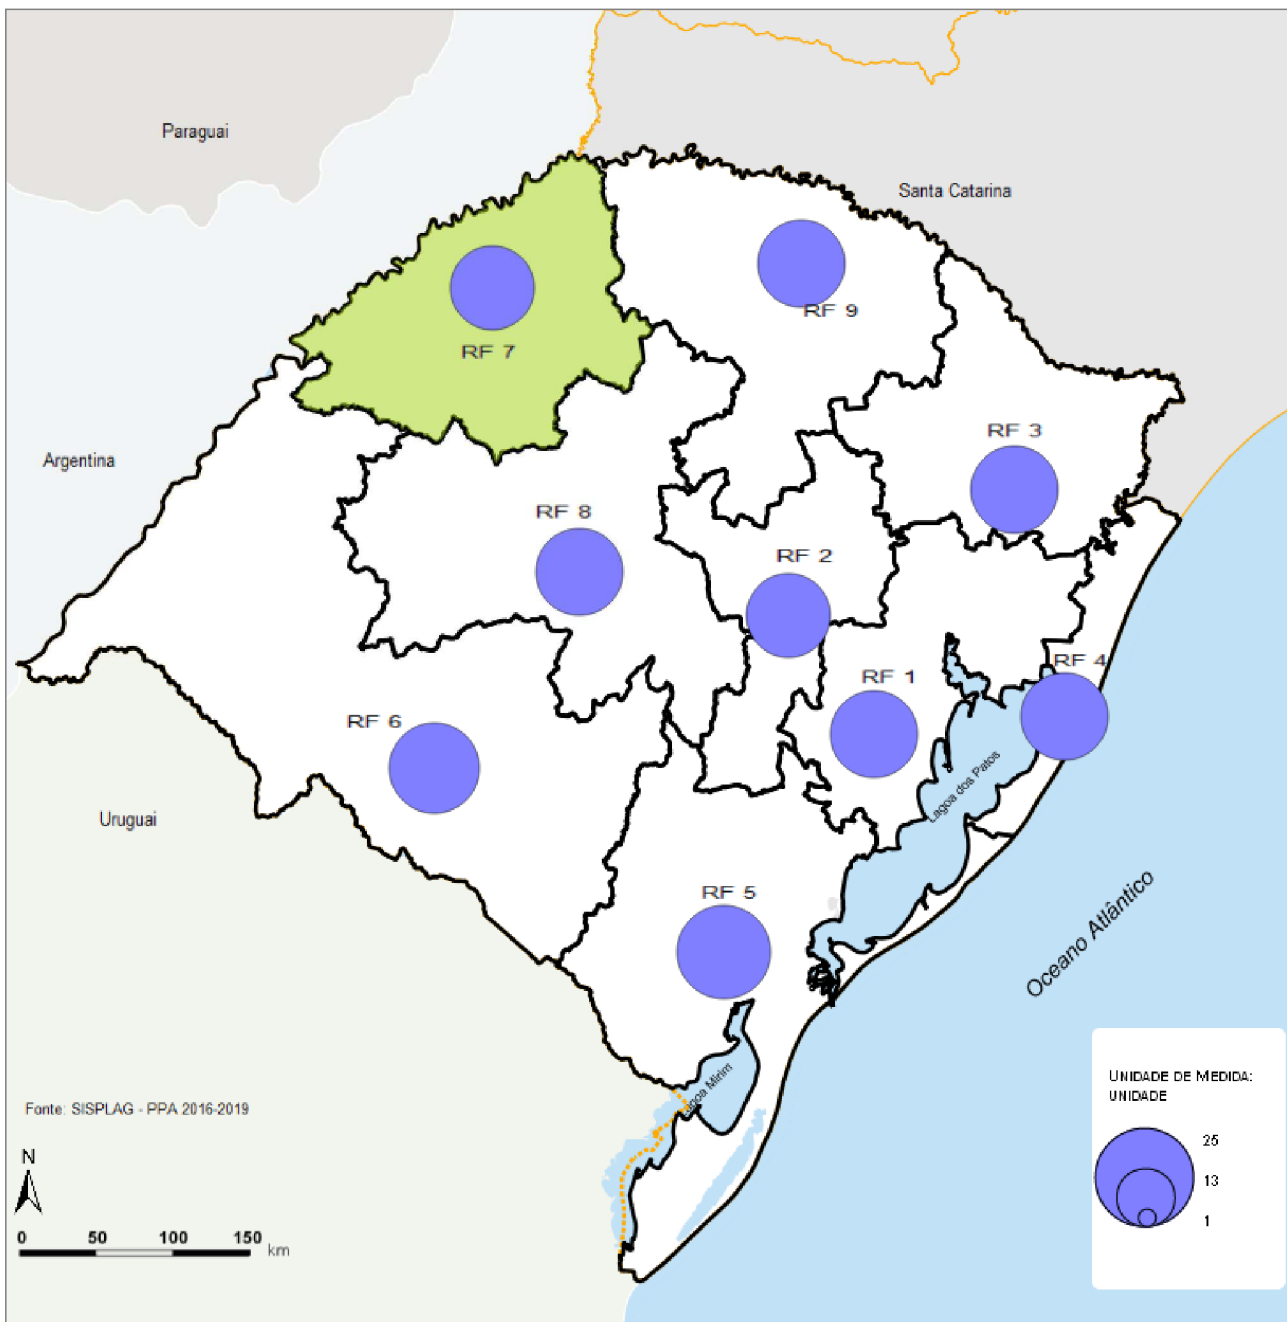 Paraguai
Santa Catarina
RF 9
RF 7
RF 3
Argentina
RF 8
RF 2
RF 4
RF 1
RF 6
Lagoa dos Patos
Uruguai
RF 5
Oceano Atlântico
Lagoa Mirim
UNIDADE DE MEDIDA:
UNIDADE
25
13
1
Fonte: SISPLAG - PPA 2016-2019
N
0 50 100 150 km